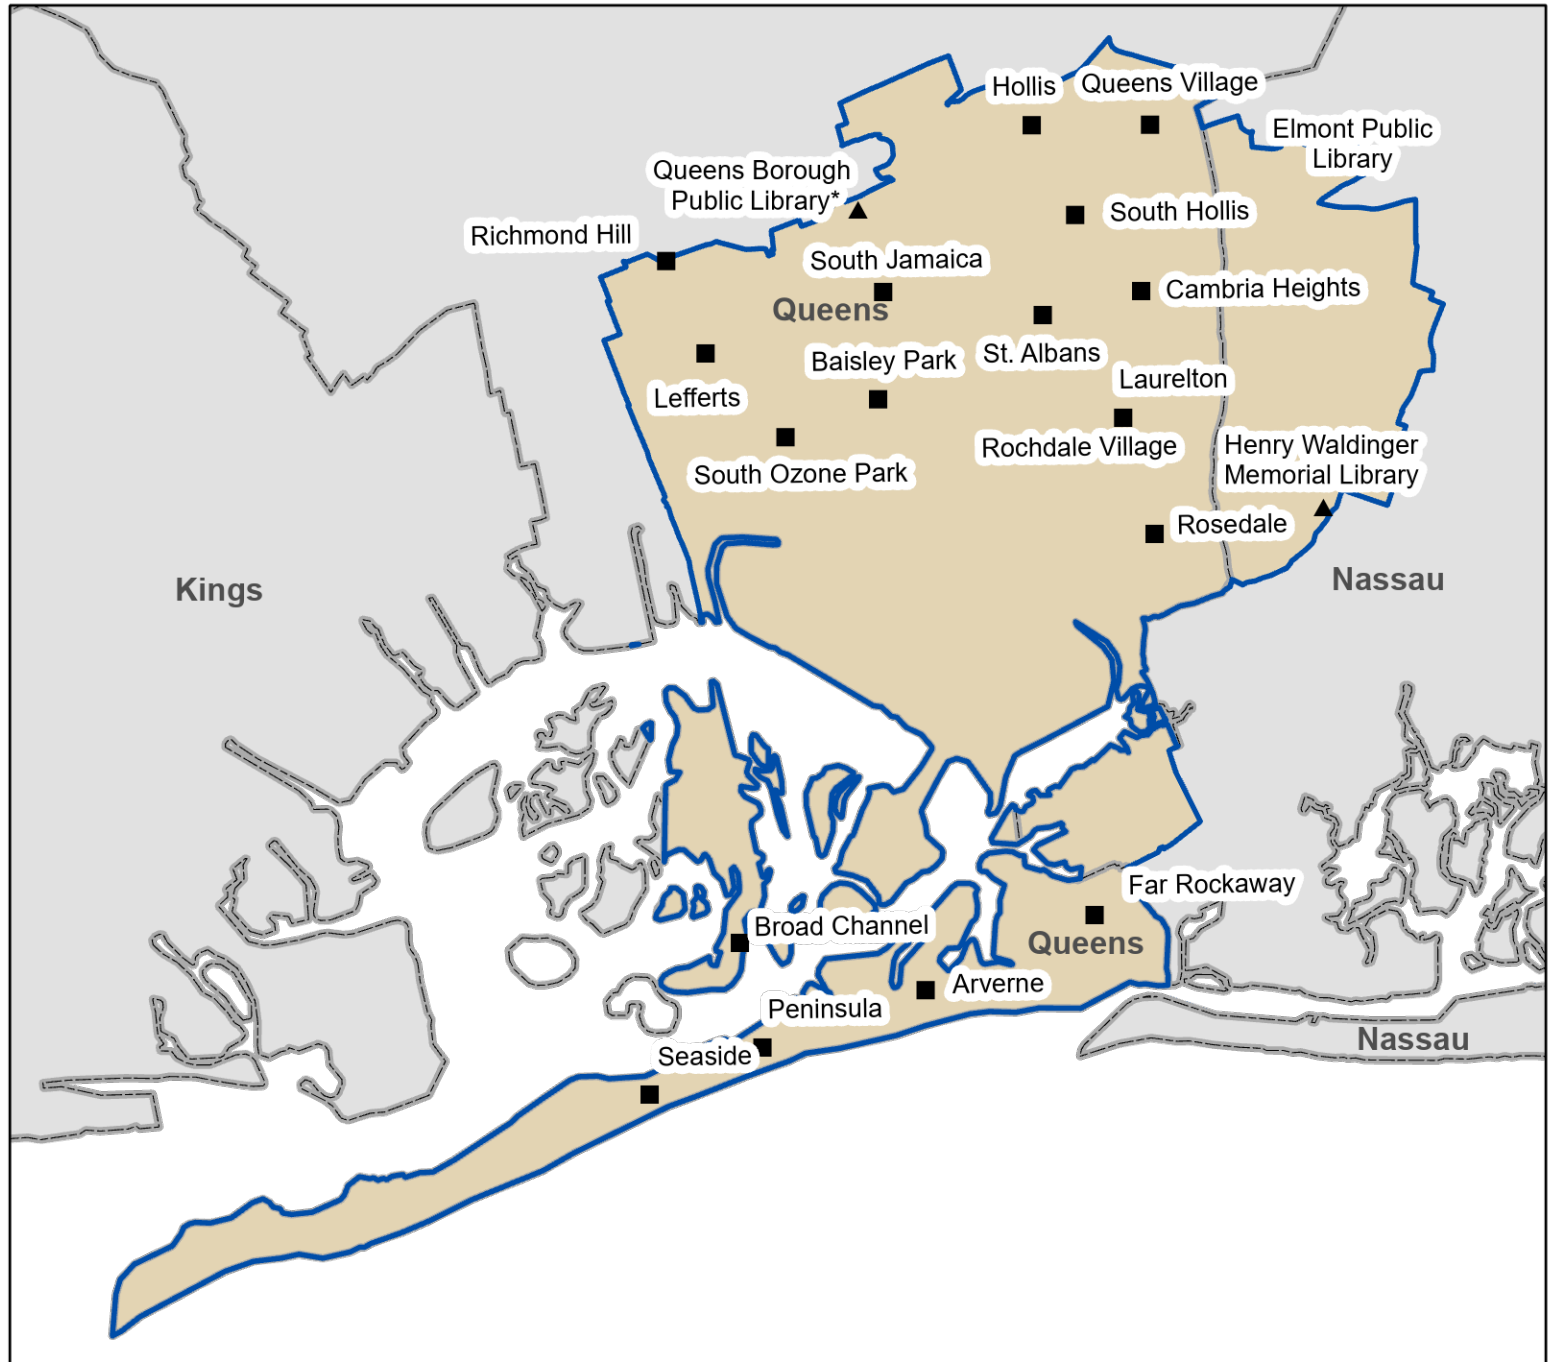 Hollis
Queens Village
Elmont Public
Library
Queens Borough
Public Library*
South Hollis
Richmond Hill
South Jamaica
Cambria Heights
Queens
St. Albans
Baisley Park
Laurelton
Lefferts
Rochdale Village
Henry Waldinger
Memorial Library
South Ozone Park
Rosedale
Kings
Nassau
Far Rockaway
Broad Channel
Queens
Arverne
Peninsula
Nassau
Seaside